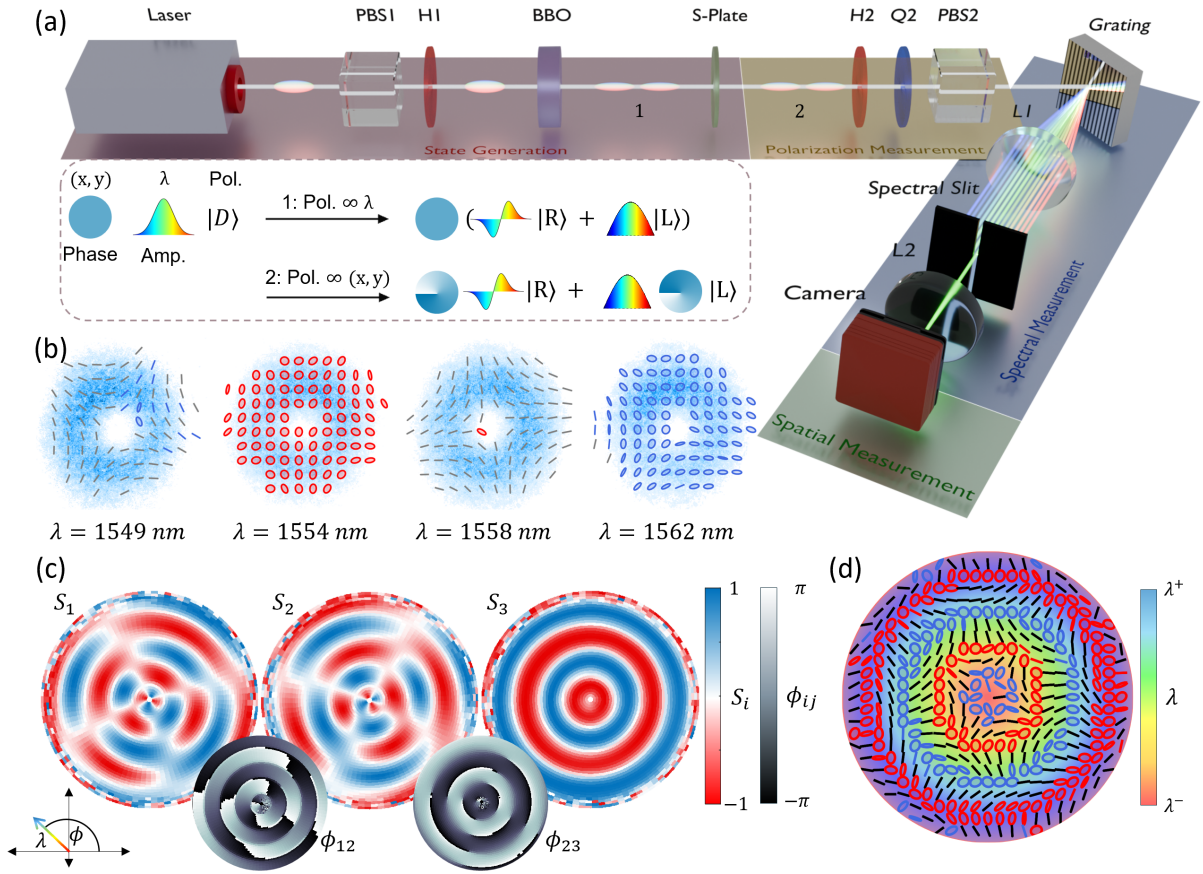 (a)
Laser
PBS1
H1
BBO
S-Plate
H2
Q2
PBS2
Grating
1
2
L1
State Generation
Polarization Measurement
(x, y)
λ
Pol.
|D⟩
1: Pol. ∞ λ
( |R⟩ + |L⟩)
Phase
Amp.
2: Pol. ∞ (x, y)
|R⟩ + |L⟩
Spectral Slit
L2
Camera
Spectral Measurement
Spatial Measurement
(b)
λ = 1549 nm
λ = 1554 nm
λ = 1558 nm
λ = 1562 nm
(c)
S₁
S₂
S₃
1
π
S_i
ϕ_ij
−1
−π
λ
ϕ
ϕ₁₂
ϕ₂₃
(d)
λ⁺
λ
λ⁻